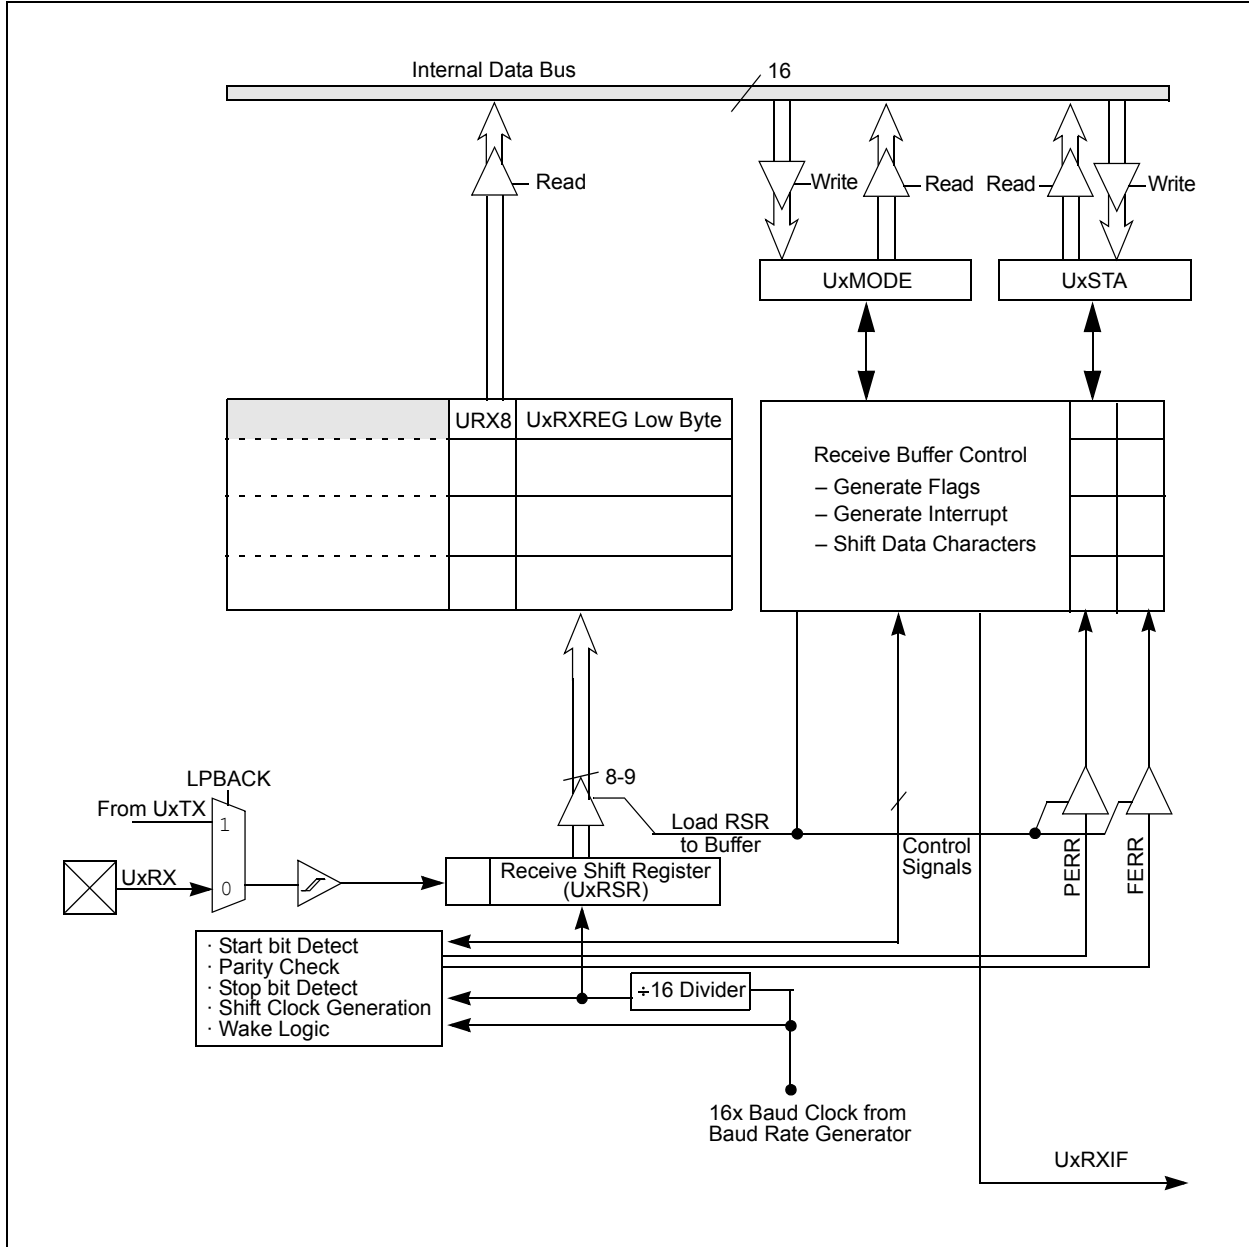 Internal Data Bus
16
Read
Write
Read
Read
Write
UxMODE
UxSTA
URX8
UxRXREG Low Byte
Receive Buffer Control
– Generate Flags
– Generate Interrupt
– Shift Data Characters
LPBACK
8-9
From UxTX
1
Load RSR
to Buffer
Control
Signals
PERR
FERR
UxRX
0
Receive Shift Register
(UxRSR)
· Start bit Detect
· Parity Check
· Stop bit Detect
· Shift Clock Generation
· Wake Logic
÷16 Divider
16x Baud Clock from
Baud Rate Generator
UxRXIF